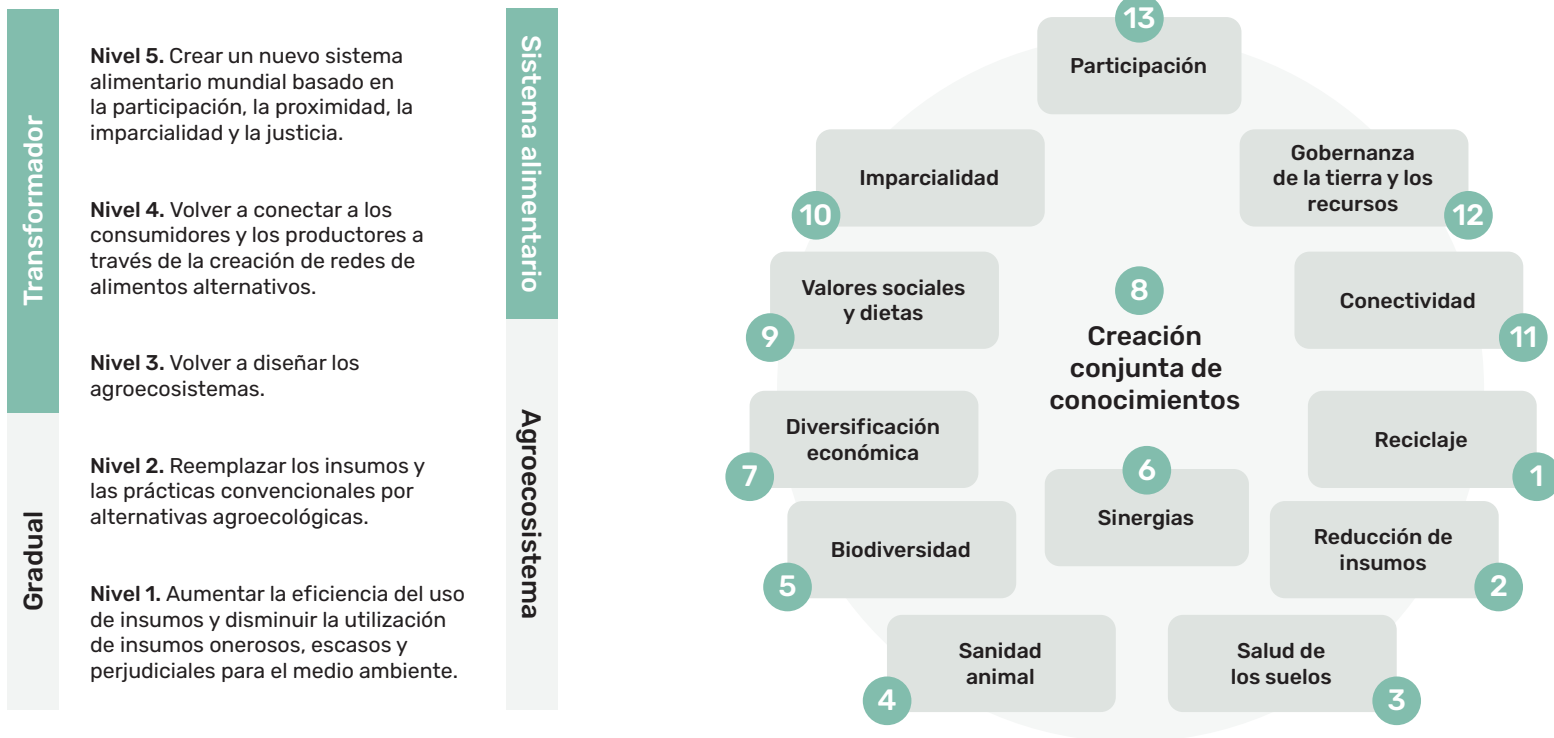 Transformador
Gradual
Nivel 5. Crear un nuevo sistema
alimentario mundial basado en
la participación, la proximidad, la
imparcialidad y la justicia.
Nivel 4. Volver a conectar a los
consumidores y los productores a
través de la creación de redes de
alimentos alternativos.
Nivel 3. Volver a diseñar los
agroecosistemas.
Nivel 2. Reemplazar los insumos y
las prácticas convencionales por
alternativas agroecológicas.
Nivel 1. Aumentar la eficiencia del uso
de insumos y disminuir la utilización
de insumos onerosos, escasos y
perjudiciales para el medio ambiente.
Sistema alimentario
Agroecosistema
13
Participación
Imparcialidad
10
Gobernanza
de la tierra y los
recursos
12
Valores sociales
y dietas
9
8
Creación
conjunta de
conocimientos
Conectividad
11
Diversificación
económica
7
Reciclaje
1
6
Sinergias
Biodiversidad
5
Reducción de
insumos
2
Sanidad
animal
4
Salud de
los suelos
3